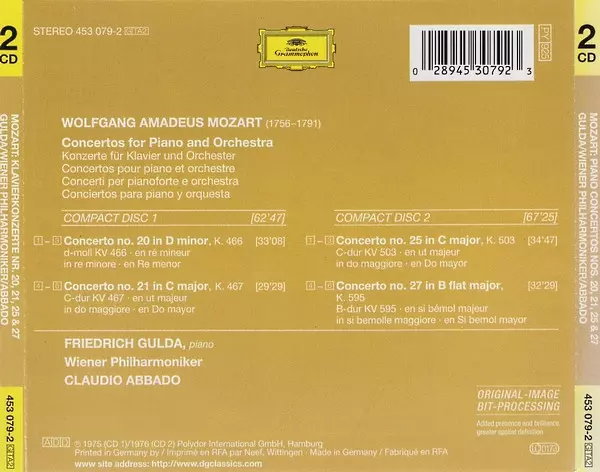 2
CD
STEREO 453 079-2 GTA2
Deutsche
Grammophon
0 28945 30792 3
PY 925
2
CD
MOZART: KLAVIERKONZERTE NR. 20, 21, 25 & 27
GULDA/WIENER PHILHARMONIKER/ABBADO
WOLFGANG AMADEUS MOZART (1756–1791)
Concertos for Piano and Orchestra
Konzerte für Klavier und Orchester
Concertos pour piano et orchestre
Concerti per pianoforte e orchestra
Conciertos para piano y orquesta
COMPACT DISC 1 [62'47]
1 – 3 Concerto no. 20 in D minor, K. 466 [33'08]
d-moll KV 466 · en ré mineur
in re minore · en Re menor
4 – 6 Concerto no. 21 in C major, K. 467 [29'29]
C-dur KV 467 · en ut majeur
in do maggiore · en Do mayor
COMPACT DISC 2 [67'25]
1 – 3 Concerto no. 25 in C major, K. 503 [34'47]
C-dur KV 503 · en ut majeur
in do maggiore · en Do mayor
4 – 6 Concerto no. 27 in B flat major, [32'29]
K. 595
B-dur KV 595 · en si bémol majeur
in si bemolle maggiore · en Si bemol mayor
FRIEDRICH GULDA, piano
Wiener Philharmoniker
CLAUDIO ABBADO
ORIGINAL-IMAGE
BIT-PROCESSING
Added presence and brilliance,
greater spatial definition
ADD ℗ 1975 (CD 1)/1976 (CD 2) Polydor International GmbH, Hamburg
Printed in Germany by / Imprimé en RFA par Neef, Wittingen · Made in Germany / Fabriqué en RFA
www site address: http://www.dgclassics.com
MOZART: PIANO CONCERTOS NOS. 20, 21, 25 & 27
GULDA/WIENER PHILHARMONIKER/ABBADO
453 079-2 GTA2
453 079-2 GTA2